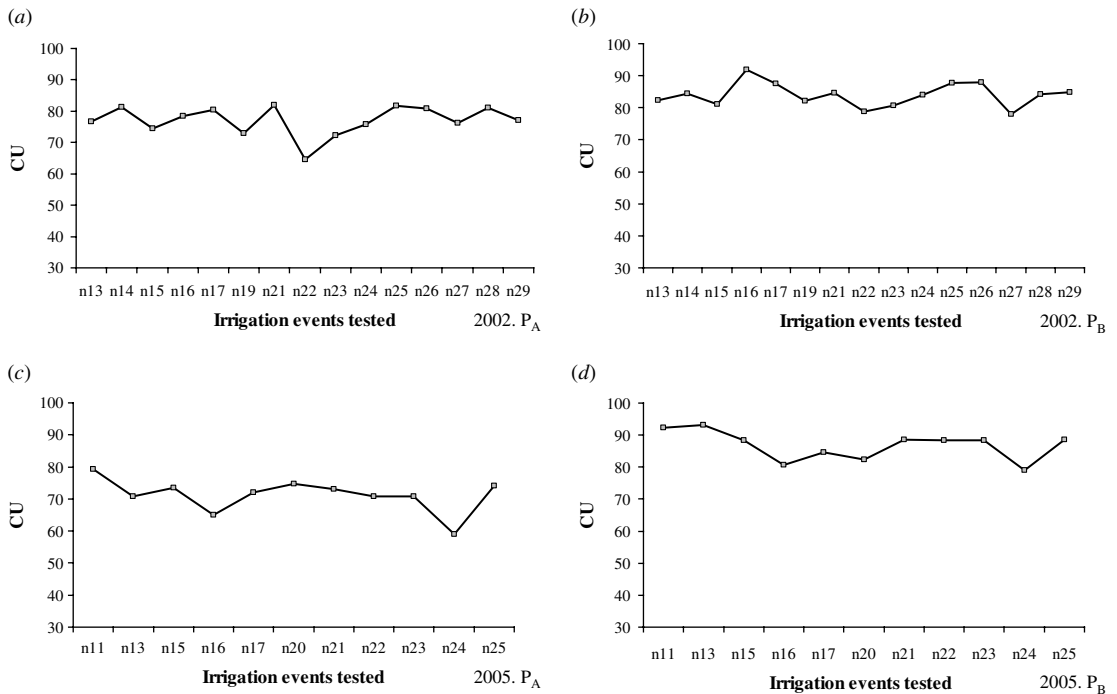 (a)
100
90
80
70
60
50
40
30
CU
n13 n14 n15 n16 n17 n19 n21 n22 n23 n24 n25 n26 n27 n28 n29
Irrigation events tested 2002. PA
(b)
100
90
80
70
60
50
40
30
CU
n13 n14 n15 n16 n17 n19 n21 n22 n23 n24 n25 n26 n27 n28 n29
Irrigation events tested 2002. PB
(c)
100
90
80
70
60
50
40
30
CU
n11 n13 n15 n16 n17 n20 n21 n22 n23 n24 n25
Irrigation events tested 2005. PA
(d)
100
90
80
70
60
50
40
30
CU
n11 n13 n15 n16 n17 n20 n21 n22 n23 n24 n25
Irrigation events tested 2005. PB